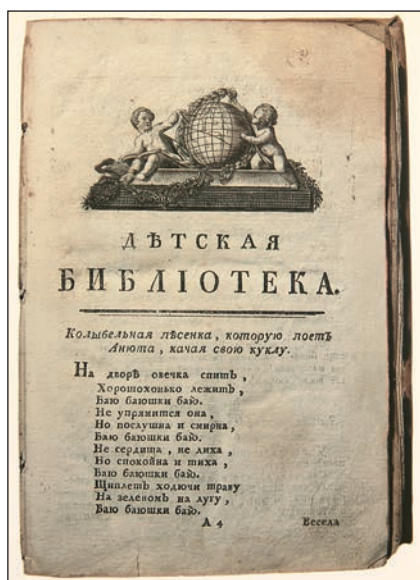 ДѢТСКАЯ
БИБЛІОТЕКА.
Колыбельная пѣсенка, которую поетъ
Анюта, качая свою куклу.
На дворѣ овечка спитъ,
Хорошохонько лежитъ,
Баю баюшки баю.
Не упрямится она,
Но послушна и смирна,
Баю баюшки баю.
Не сердита, не лиха,
Но спокойна и тиха,
Баю баюшки баю.
Щиплетъ ходючи траву
На зеленомъ на лугу,
Баю баюшки баю.
А 4 Весела